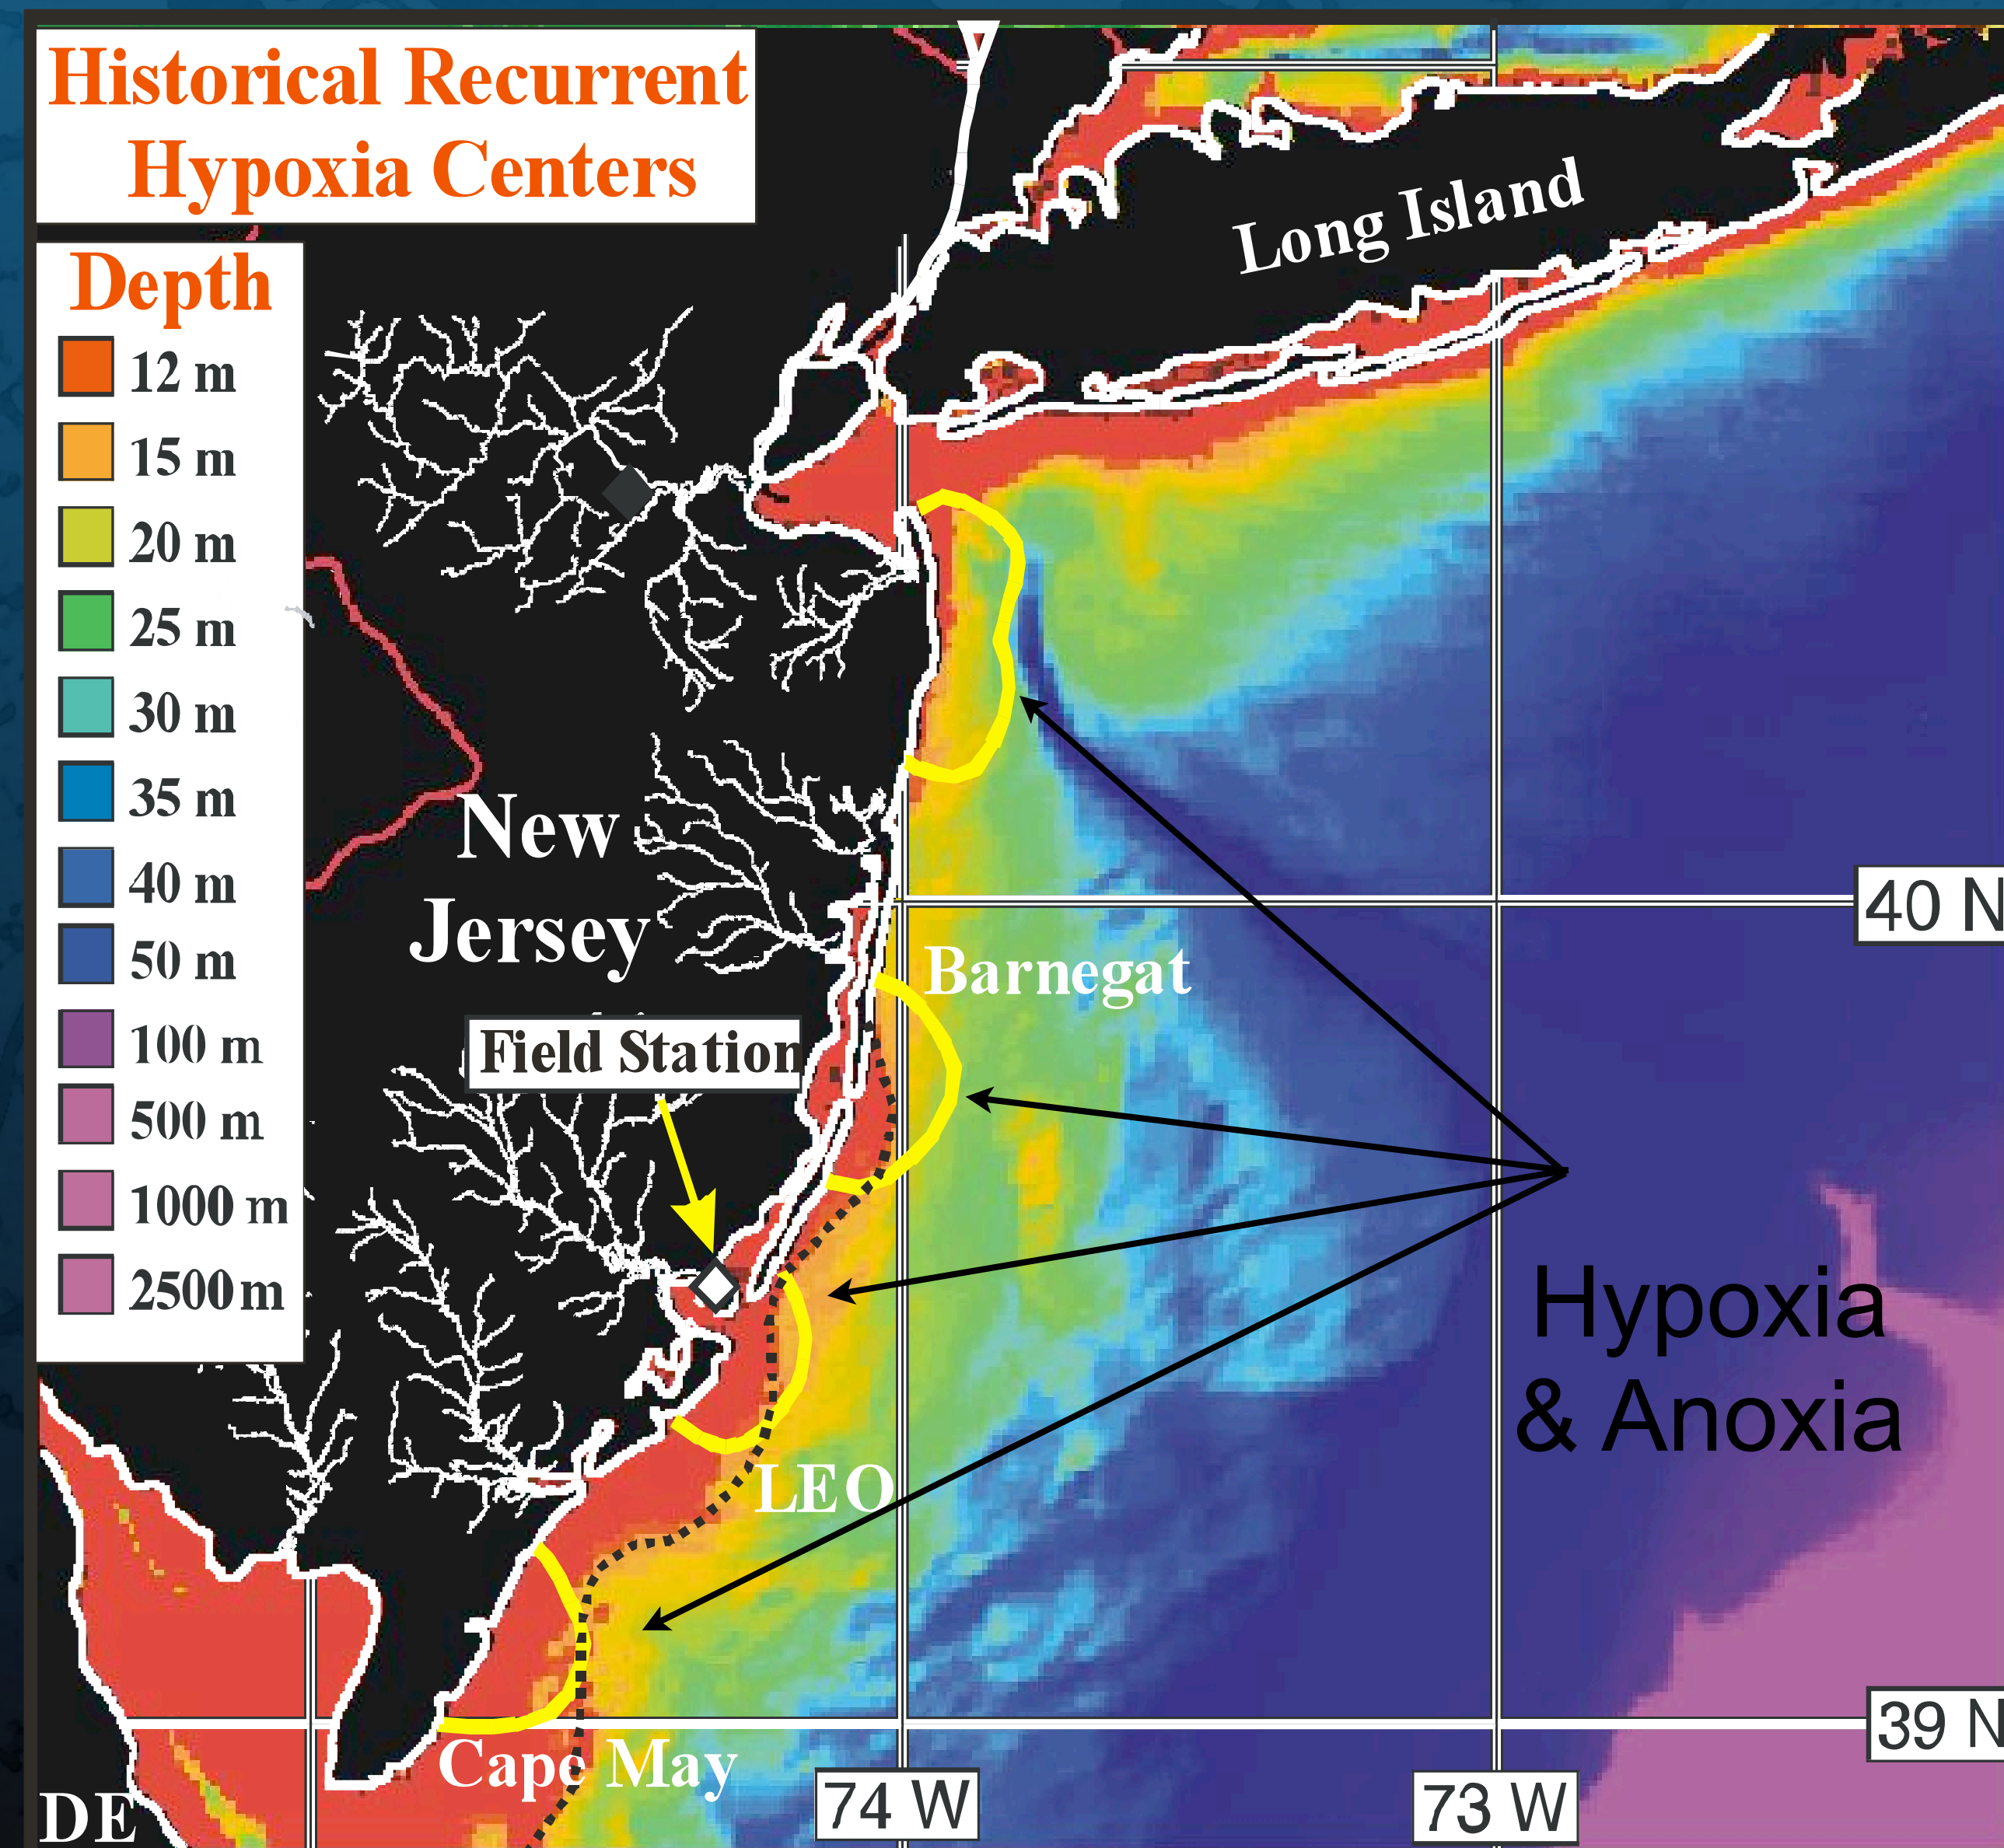 Historical Recurrent
Hypoxia Centers
Depth
12 m
15 m
20 m
25 m
30 m
35 m
40 m
50 m
100 m
500 m
1000 m
2500 m
Long Island
New
Jersey
Field Station
Barnegat
40 N
Hypoxia
& Anoxia
LEO
Cape May
39 N
DE
74 W
73 W